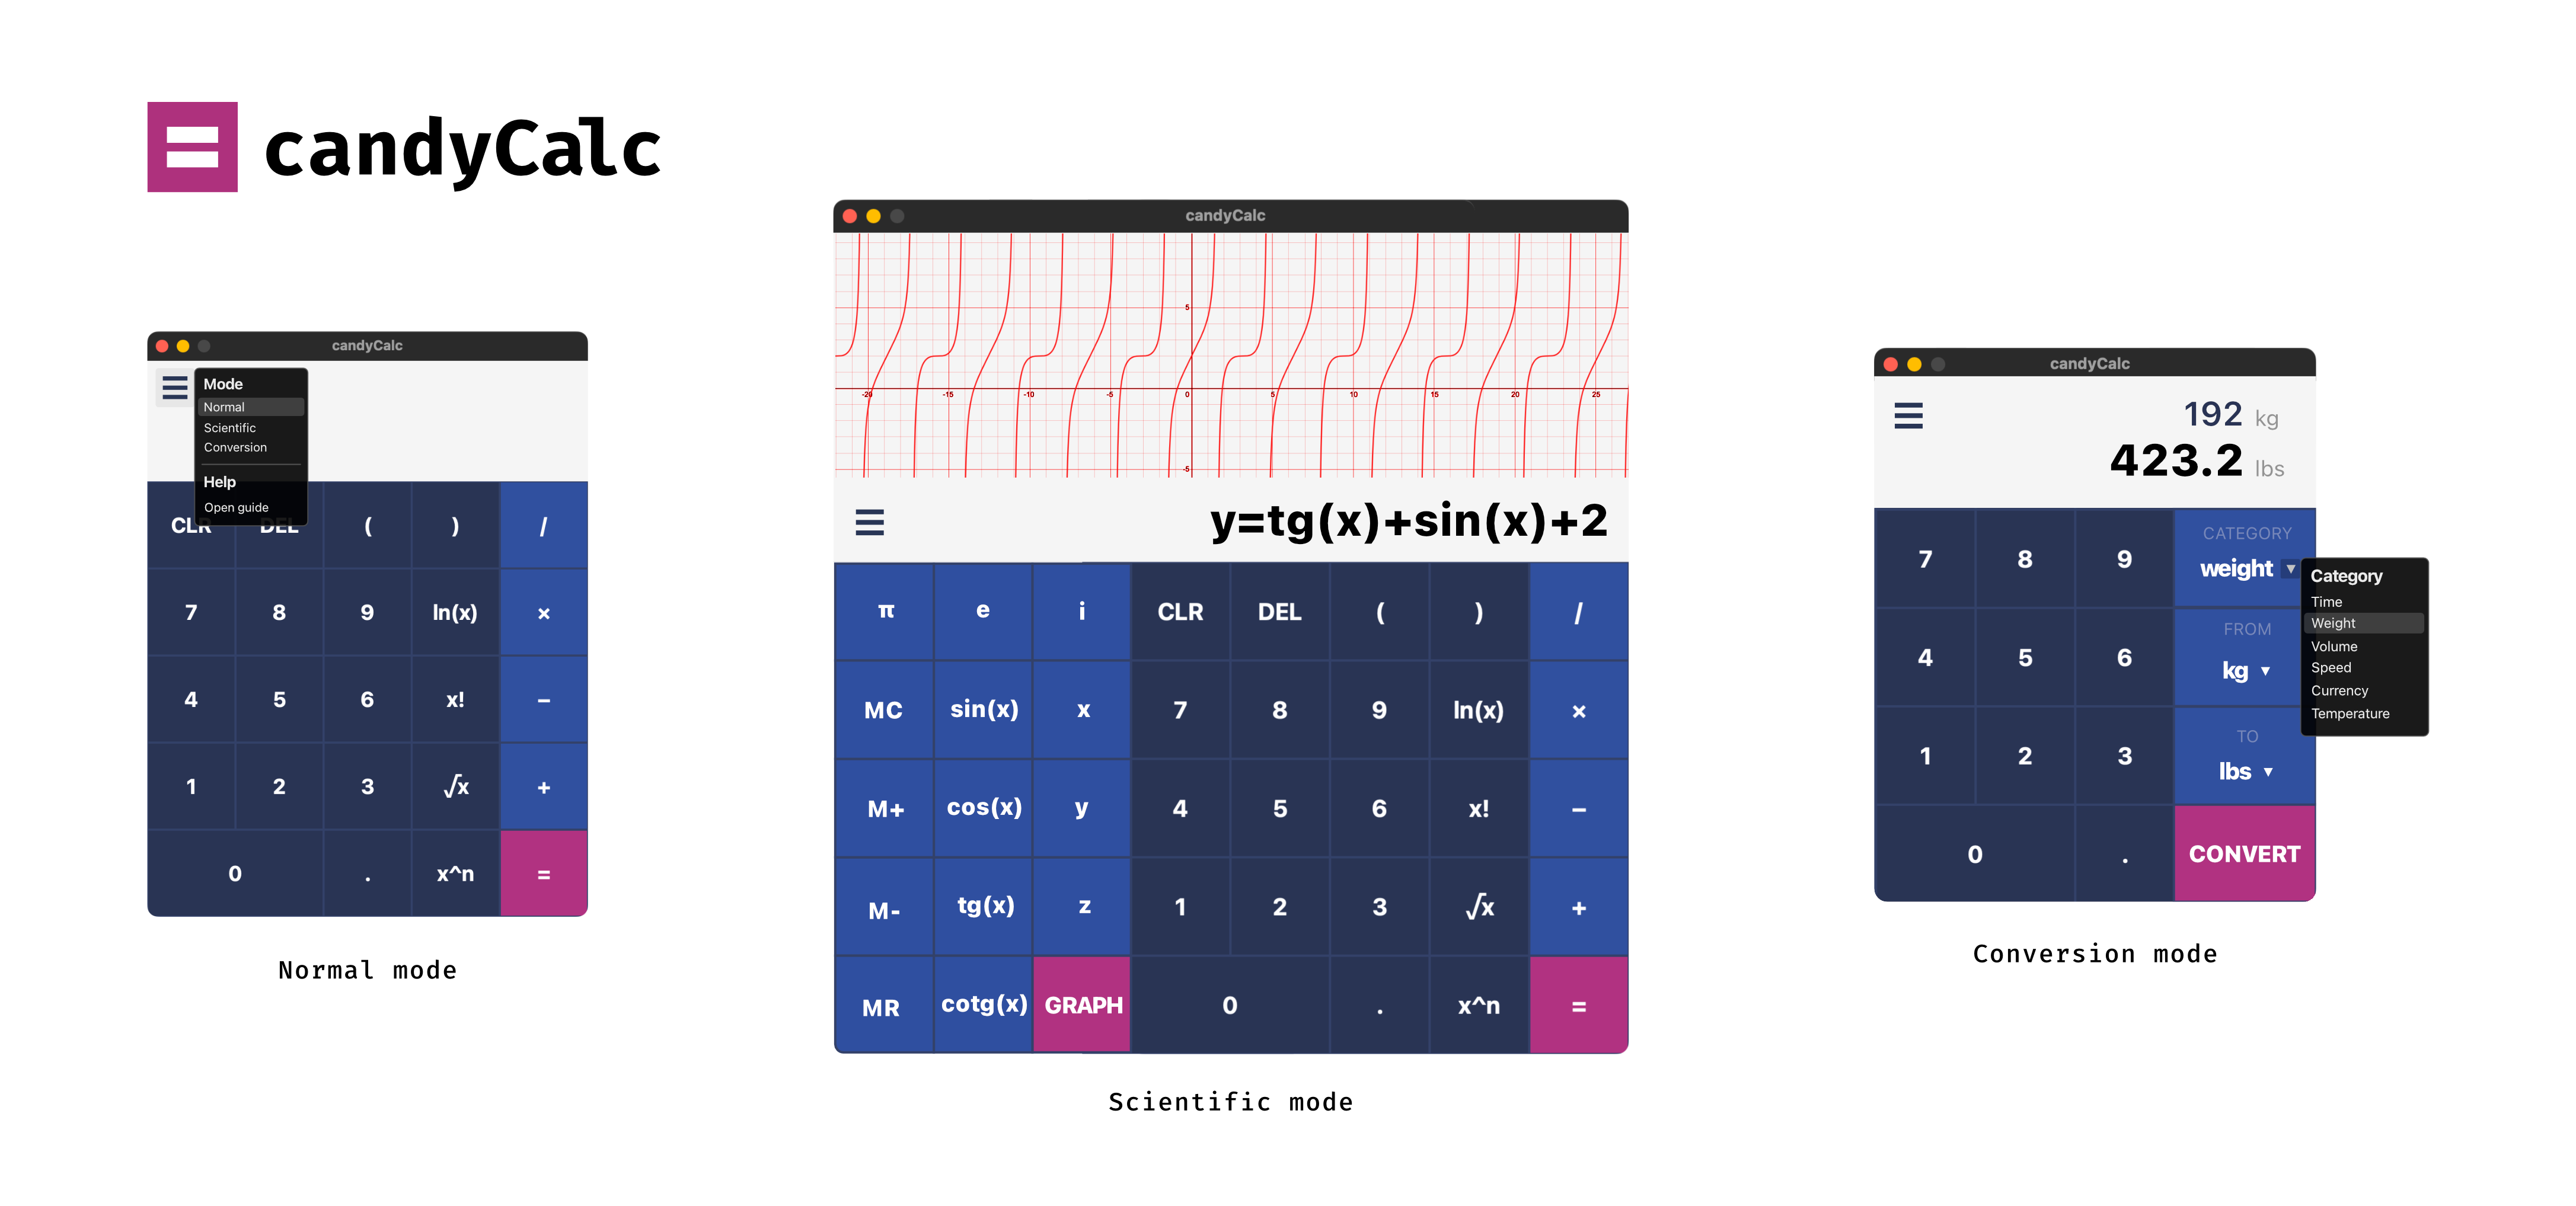 = candyCalc
candyCalc
Mode
Normal
Scientific
Conversion
Help
Open guide
CLR DEL ( ) /
7 8 9 ln(x) ×
4 5 6 x! −
1 2 3 √x +
0 . x^n =
Normal mode
candyCalc
5
-20 -15 -10 -5 0 5 10 15 20 25
-5
y=tg(x)+sin(x)+2
π e i CLR DEL ( ) /
MC sin(x) x 7 8 9 ln(x) ×
M+ cos(x) y 4 5 6 x! −
M- tg(x) z 1 2 3 √x +
MR cotg(x) GRAPH 0 . x^n =
Scientific mode
candyCalc
192 kg
423.2 lbs
7 8 9
CATEGORY
weight ▼
4 5 6
FROM
kg ▼
1 2 3
TO
lbs ▼
0 . CONVERT
Category
Time
Weight
Volume
Speed
Currency
Temperature
Conversion mode